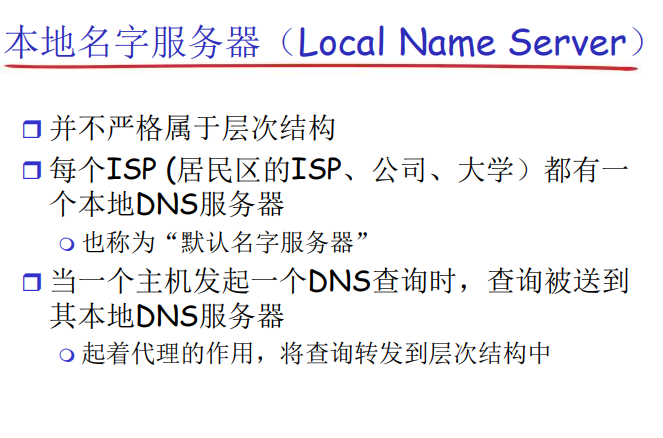 本地名字服务器（Local Name Server）
并不严格属于层次结构
每个ISP (居民区的ISP、公司、大学）都有一
个本地DNS服务器
也称为“默认名字服务器”
当一个主机发起一个DNS查询时，查询被送到
其本地DNS服务器
起着代理的作用，将查询转发到层次结构中